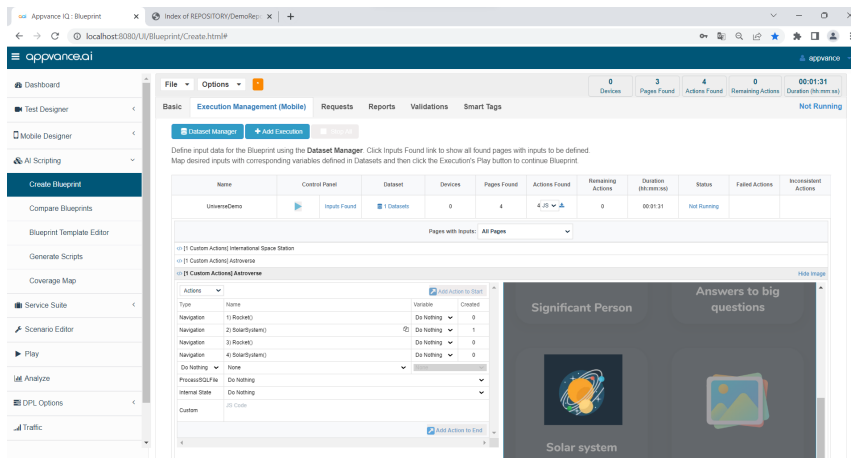 Appvance IQ : Blueprint
Index of REPOSITORY/DemoRep
localhost:8080/UI/Blueprint/Create.html#
appvance.ai
appvance
Dashboard
Test Designer
Mobile Designer
AI Scripting
Create Blueprint
Compare Blueprints
Blueprint Template Editor
Generate Scripts
Coverage Map
Service Suite
Scenario Editor
Play
Analyze
DPL Options
Traffic
File Options
0 3 4 0 00:01:31
Devices Pages Found Actions Found Remaining Actions Duration (hh:mm:ss)
Basic Execution Management (Mobile) Requests Reports Validations Smart Tags Not Running
Dataset Manager + Add Execution
Define input data for the Blueprint using the Dataset Manager. Click Inputs Found link to show all found pages with inputs to be defined.
Map desired inputs with corresponding variables defined in Datasets and then click the Execution's Play button to continue Blueprint.
Name Control Panel Dataset Devices Pages Found Actions Found Remaining Actions Duration (hh:mm:ss) Status Failed Actions Inconsistent Actions
UniverseDemo Inputs Found 1 Datasets 0 4 4 JS 0 00:01:31 Not Running
Pages with Inputs: All Pages
</> [1 Custom Actions] International Space Station
</> [1 Custom Actions] Astroverse
</> [1 Custom Actions] Astroverse Hide Image
Actions Add Action to Start
Type Name Variable Created
Navigation 1) Rocket() Do Nothing 0
Navigation 2) SolarSystem() Do Nothing 1
Navigation 3) Rocket() Do Nothing 0
Navigation 4) SolarSystem() Do Nothing 0
Do Nothing None
ProcessSQLFile Do Nothing
Internal State Do Nothing
Custom JS Code
Add Action to End
Significant Person
Answers to big
questions
Solar system